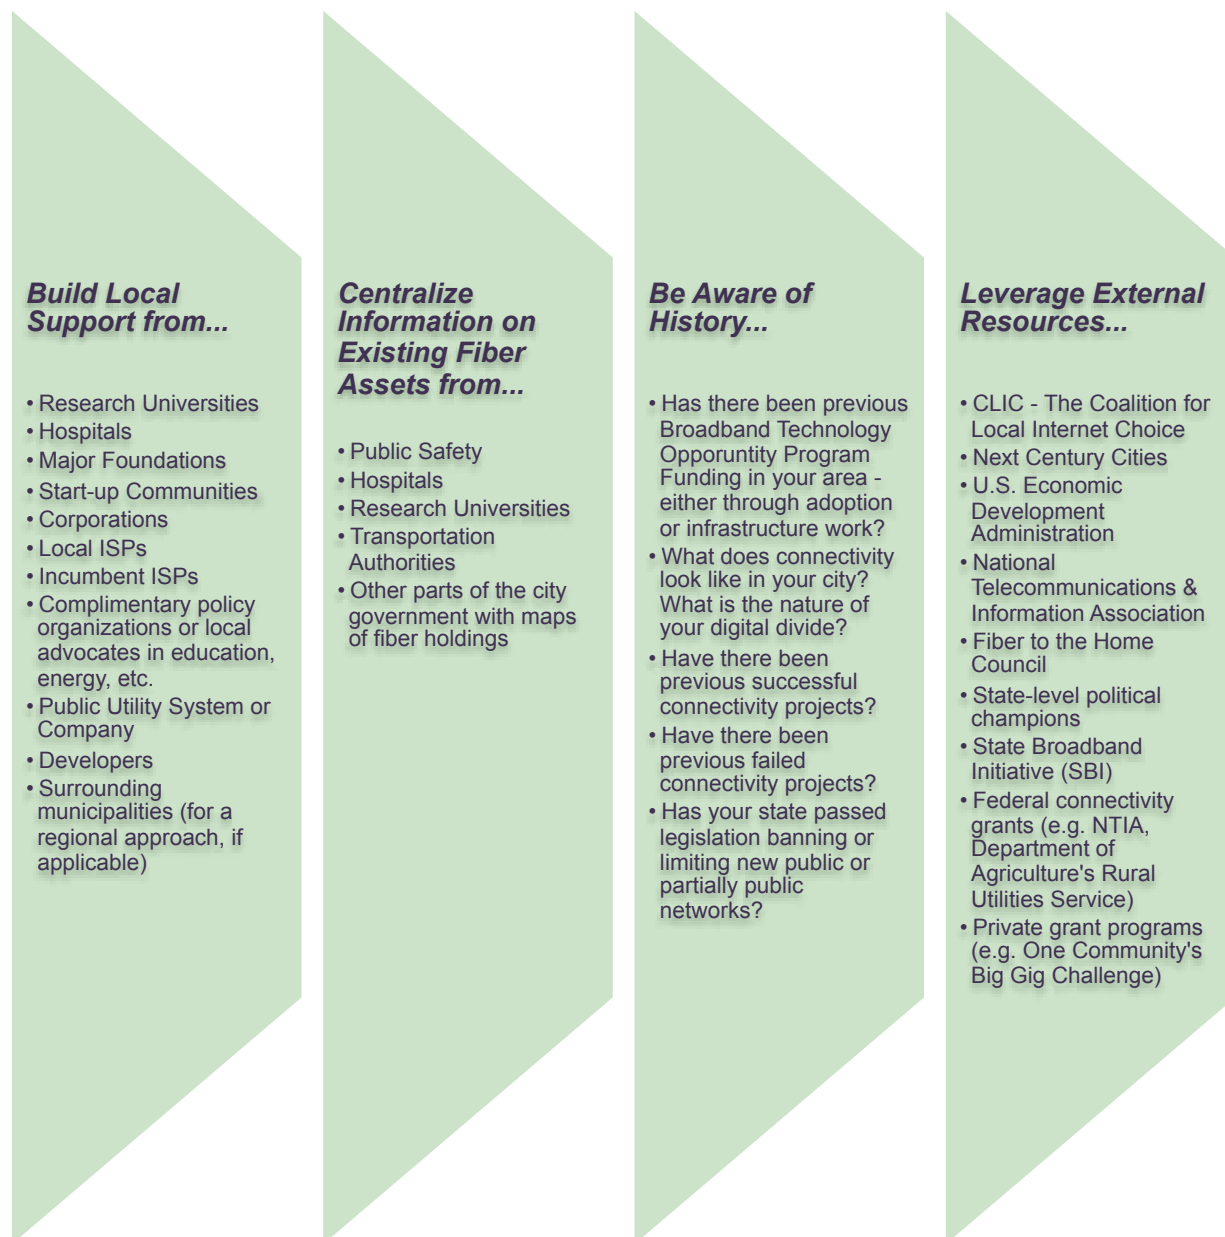 Build Local
Support from...
• Research Universities
• Hospitals
• Major Foundations
• Start-up Communities
• Corporations
• Local ISPs
• Incumbent ISPs
• Complimentary policy
organizations or local
advocates in education,
energy, etc.
• Public Utility System or
Company
• Developers
• Surrounding
municipalities (for a
regional approach, if
applicable)
Centralize
Information on
Existing Fiber
Assets from...
• Public Safety
• Hospitals
• Research Universities
• Transportation
Authorities
• Other parts of the city
government with maps
of fiber holdings
Be Aware of
History...
• Has there been previous
Broadband Technology
Opporuntity Program
Funding in your area -
either through adoption
or infrastructure work?
• What does connectivity
look like in your city?
What is the nature of
your digital divide?
• Have there been
previous successful
connectivity projects?
• Have there been
previous failed
connectivity projects?
• Has your state passed
legislation banning or
limiting new public or
partially public
networks?
Leverage External
Resources...
• CLIC - The Coalition for
Local Internet Choice
• Next Century Cities
• U.S. Economic
Development
Administration
• National
Telecommunications &
Information Association
• Fiber to the Home
Council
• State-level political
champions
• State Broadband
Initiative (SBI)
• Federal connectivity
grants (e.g. NTIA,
Department of
Agriculture's Rural
Utilities Service)
• Private grant programs
(e.g. One Community's
Big Gig Challenge)